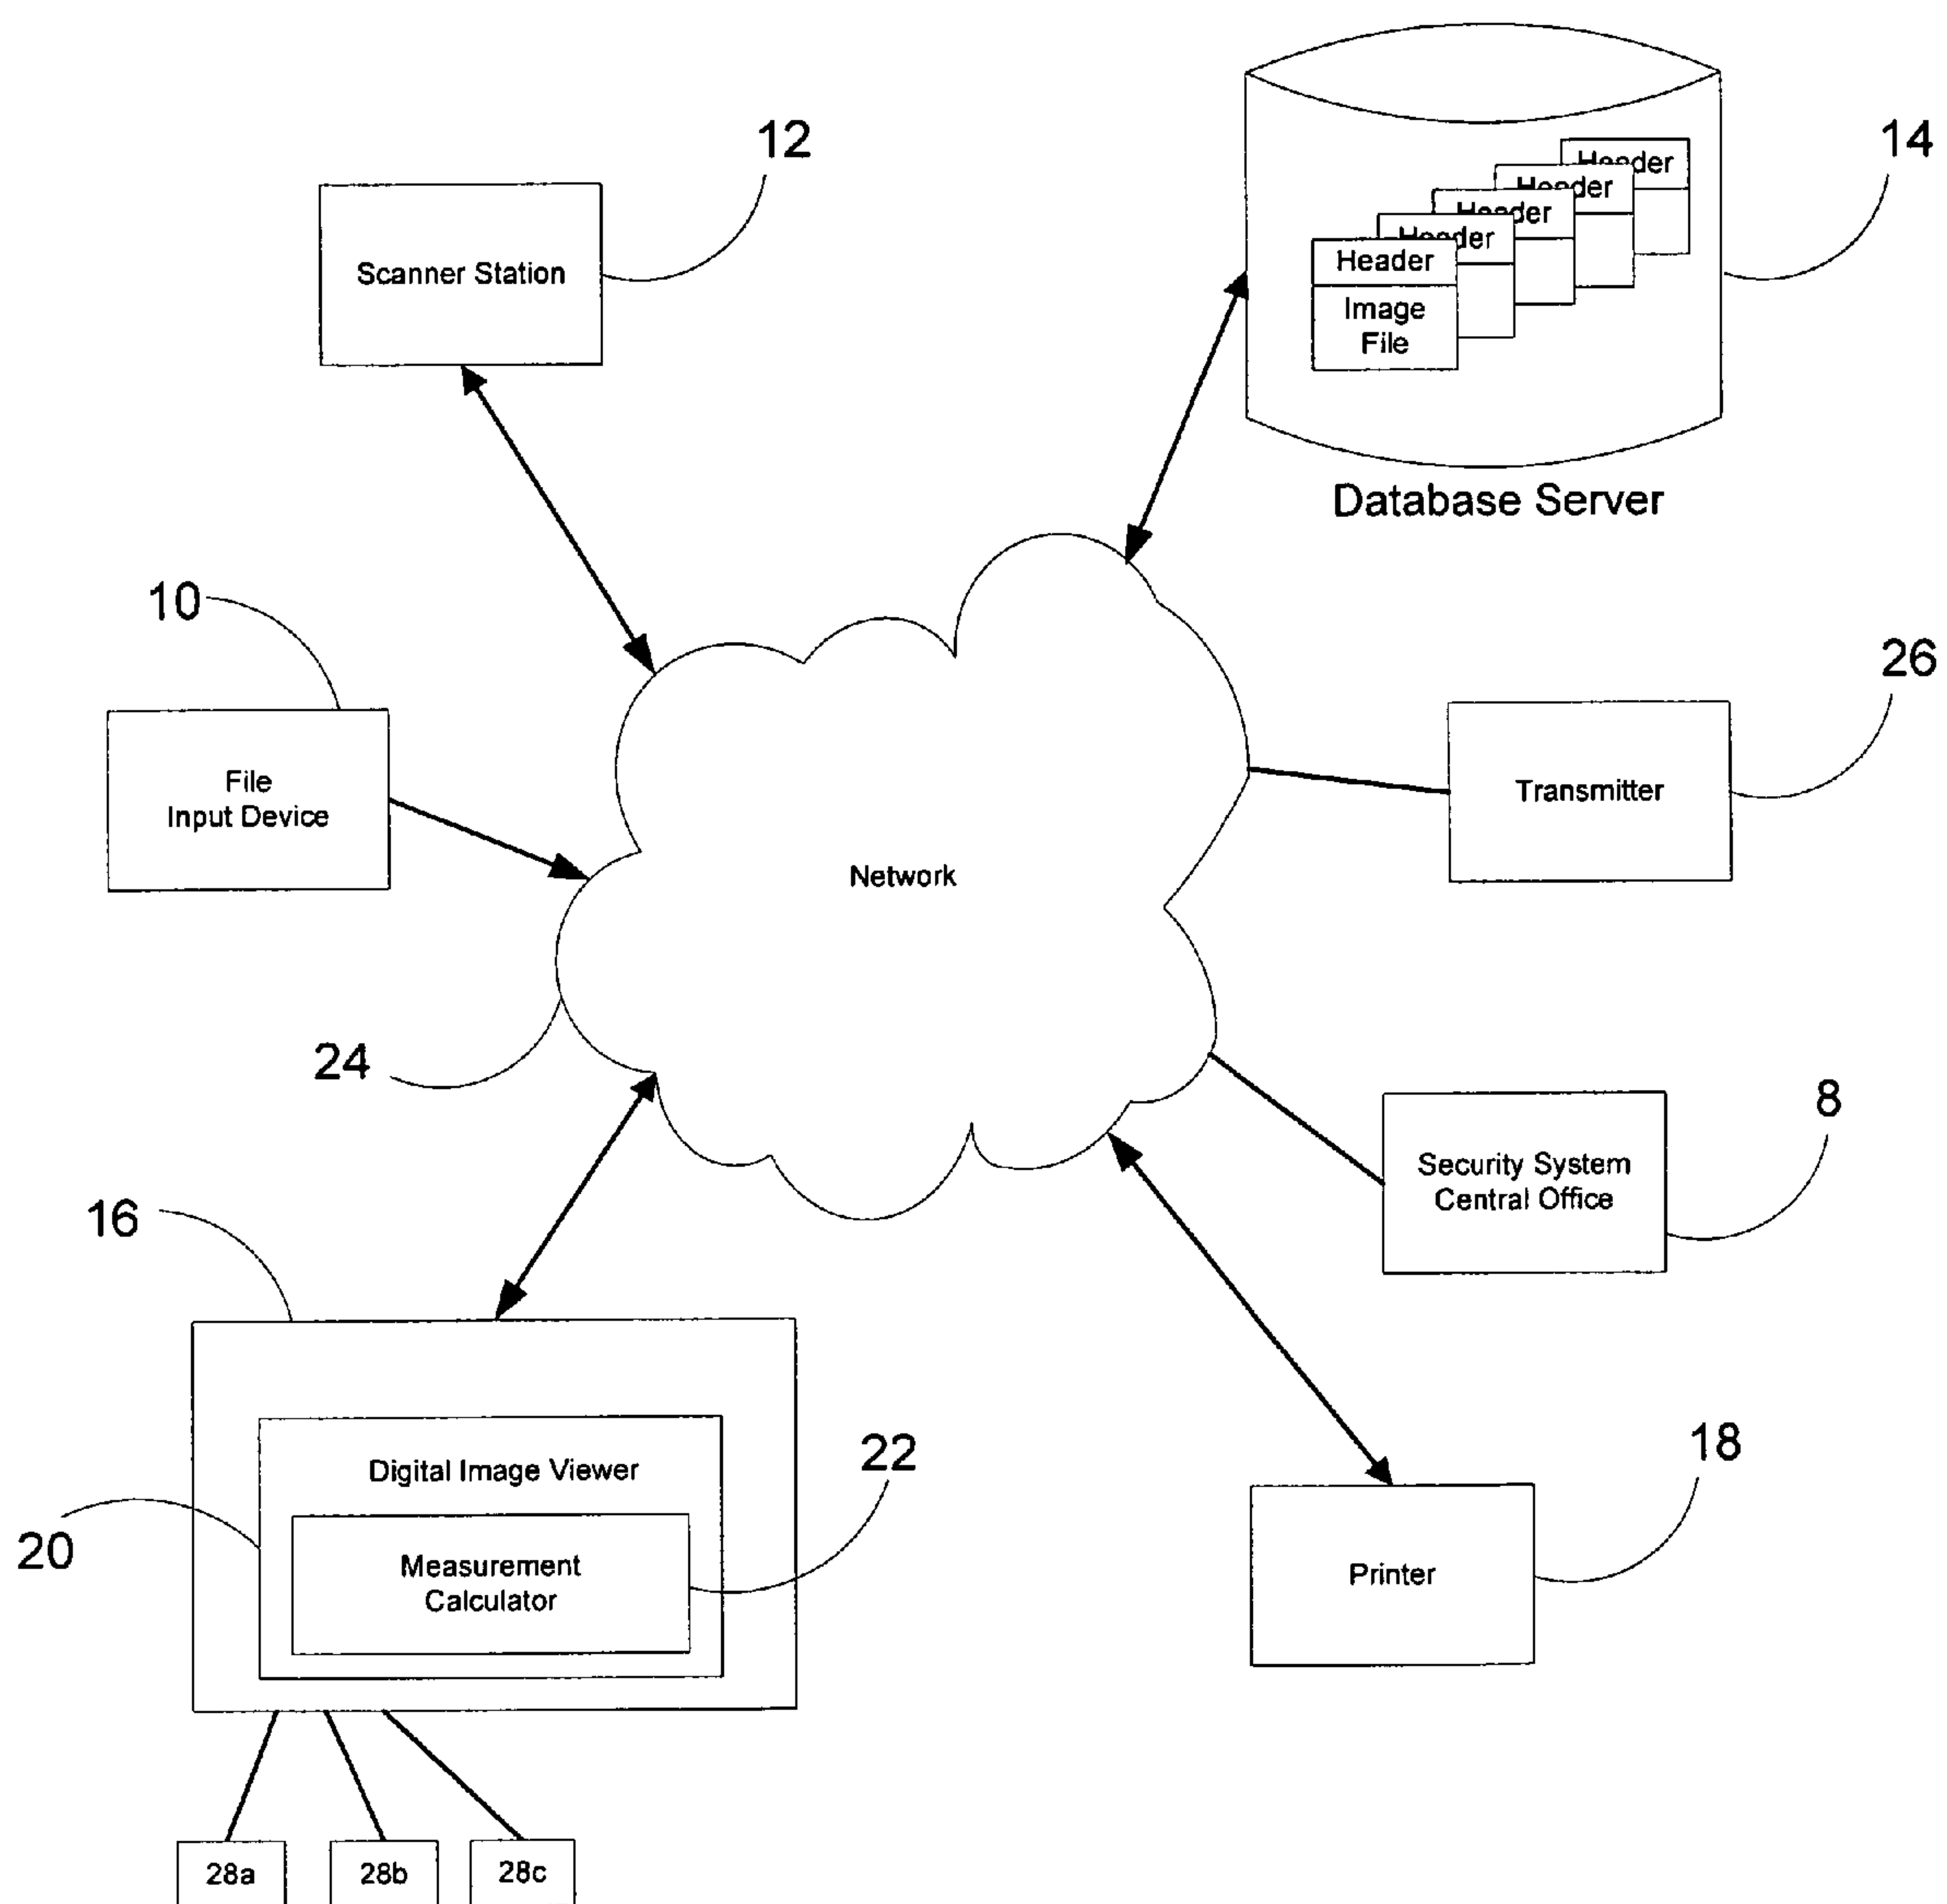 12
14
Scanner Station
Header
Header
Header
Header
Header
Image
File
Database Server
10
26
File
Input Device
Transmitter
Network
24
8
Security System
Central Office
16
22
18
Digital Image Viewer
20
Measurement
Calculator
Printer
28a
28b
28c